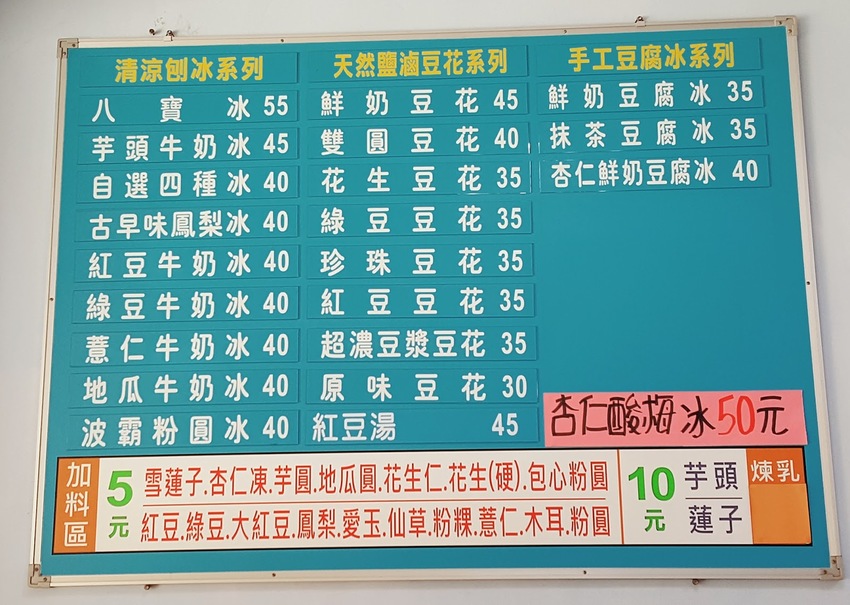 清涼刨冰系列
八寶冰 55
芋頭牛奶冰 45
自選四種冰 40
古早味鳳梨冰 40
紅豆牛奶冰 40
綠豆牛奶冰 40
薏仁牛奶冰 40
地瓜牛奶冰 40
波霸粉圓冰 40
天然鹽滷豆花系列
鮮奶豆花 45
雙圓豆花 40
花生豆花 35
綠豆豆花 35
珍珠豆花 35
紅豆豆花 35
超濃豆漿豆花 35
原味豆花 30
紅豆湯 45
手工豆腐冰系列
鮮奶豆腐冰 35
抹茶豆腐冰 35
杏仁鮮奶豆腐冰 40
杏仁酸梅冰50元
加料區
5元
雪蓮子.杏仁凍.芋圓.地瓜圓.花生仁.花生(硬).包心粉圓
紅豆.綠豆.大紅豆.鳳梨.愛玉.仙草.粉粿.薏仁.木耳.粉圓
10元
芋頭
蓮子
煉乳